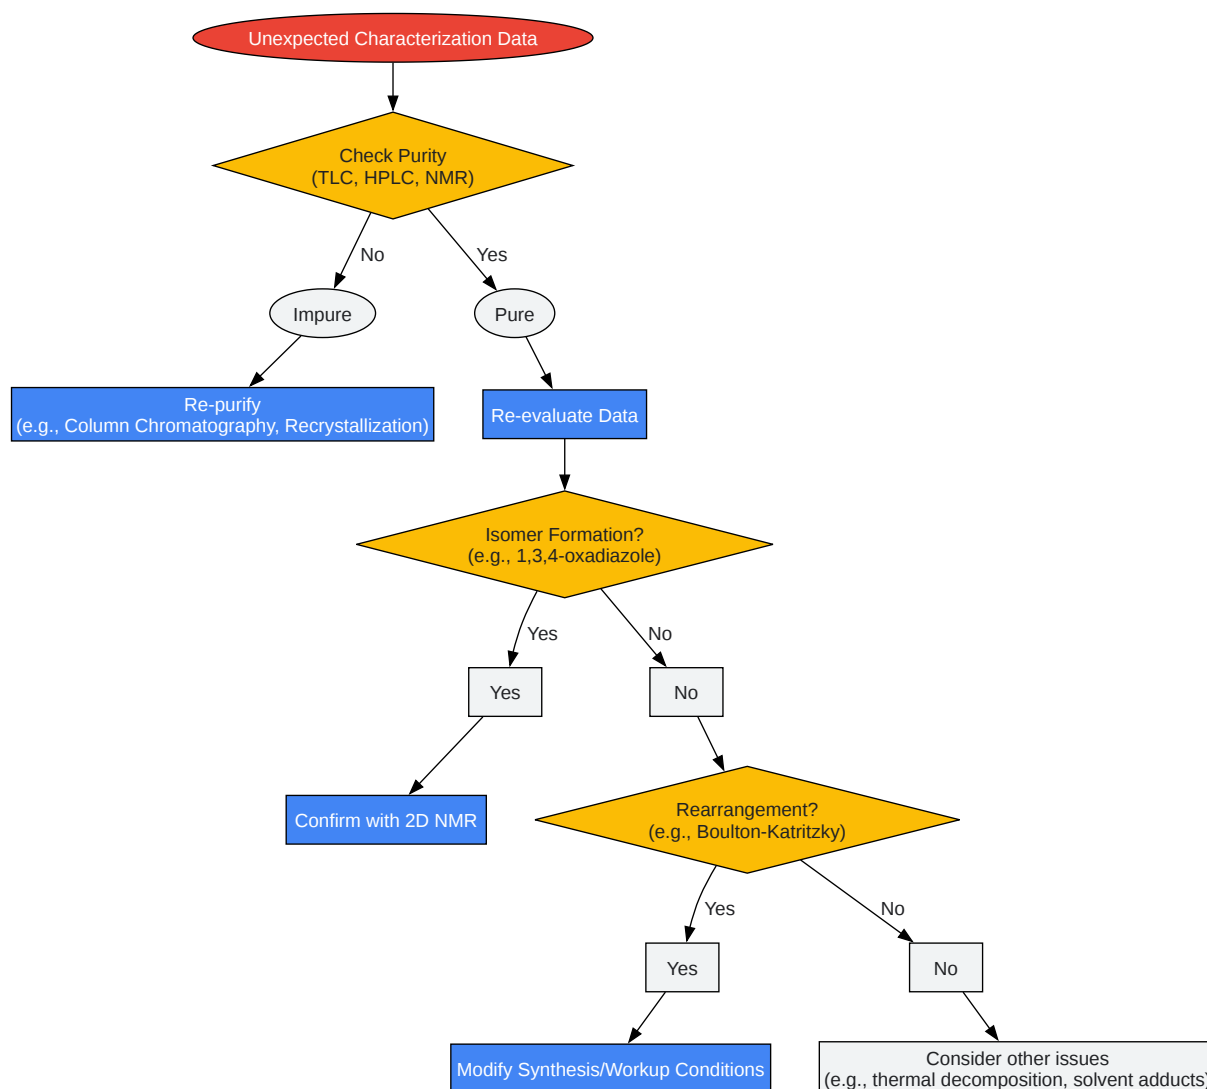 Unexpected Characterization Data
Check Purity
(TLC, HPLC, NMR)
No
Yes
Impure
Pure
Re-purify
(e.g., Column Chromatography, Recrystallization)
Re-evaluate Data
Isomer Formation?
(e.g., 1,3,4-oxadiazole)
Yes
No
Yes
No
Confirm with 2D NMR
Rearrangement?
(e.g., Boulton-Katritzky)
Yes
No
Yes
No
Modify Synthesis/Workup Conditions
Consider other issues
(e.g., thermal decomposition, solvent adducts)